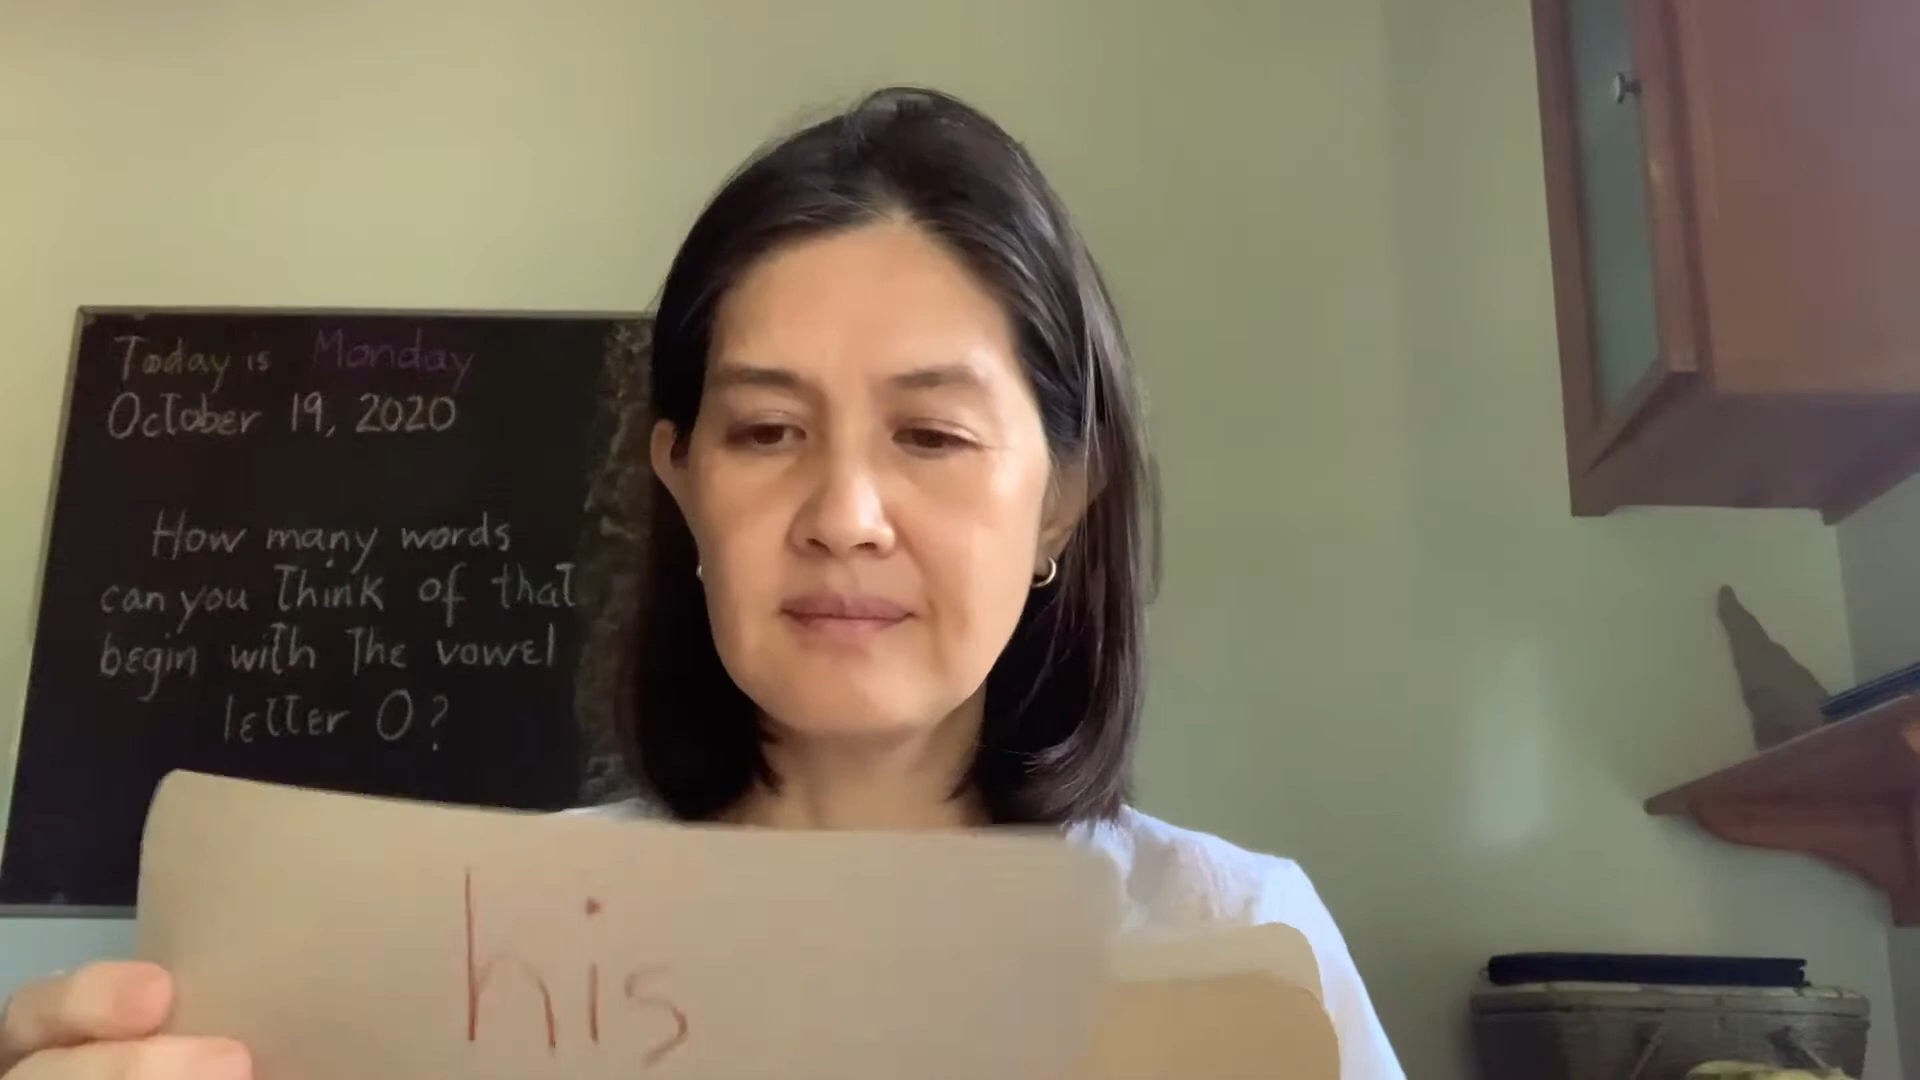 Today is Monday
October 19, 2020
How many words
can you think of that
begin with the vowel
letter O?
his